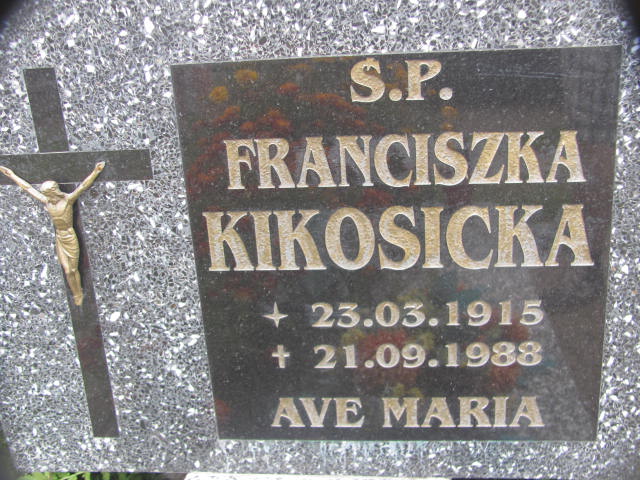 Ś.P.
FRANCISZKA
KIKOSICKA
✦ 23.03.1915
† 21.09.1988
AVE MARIA